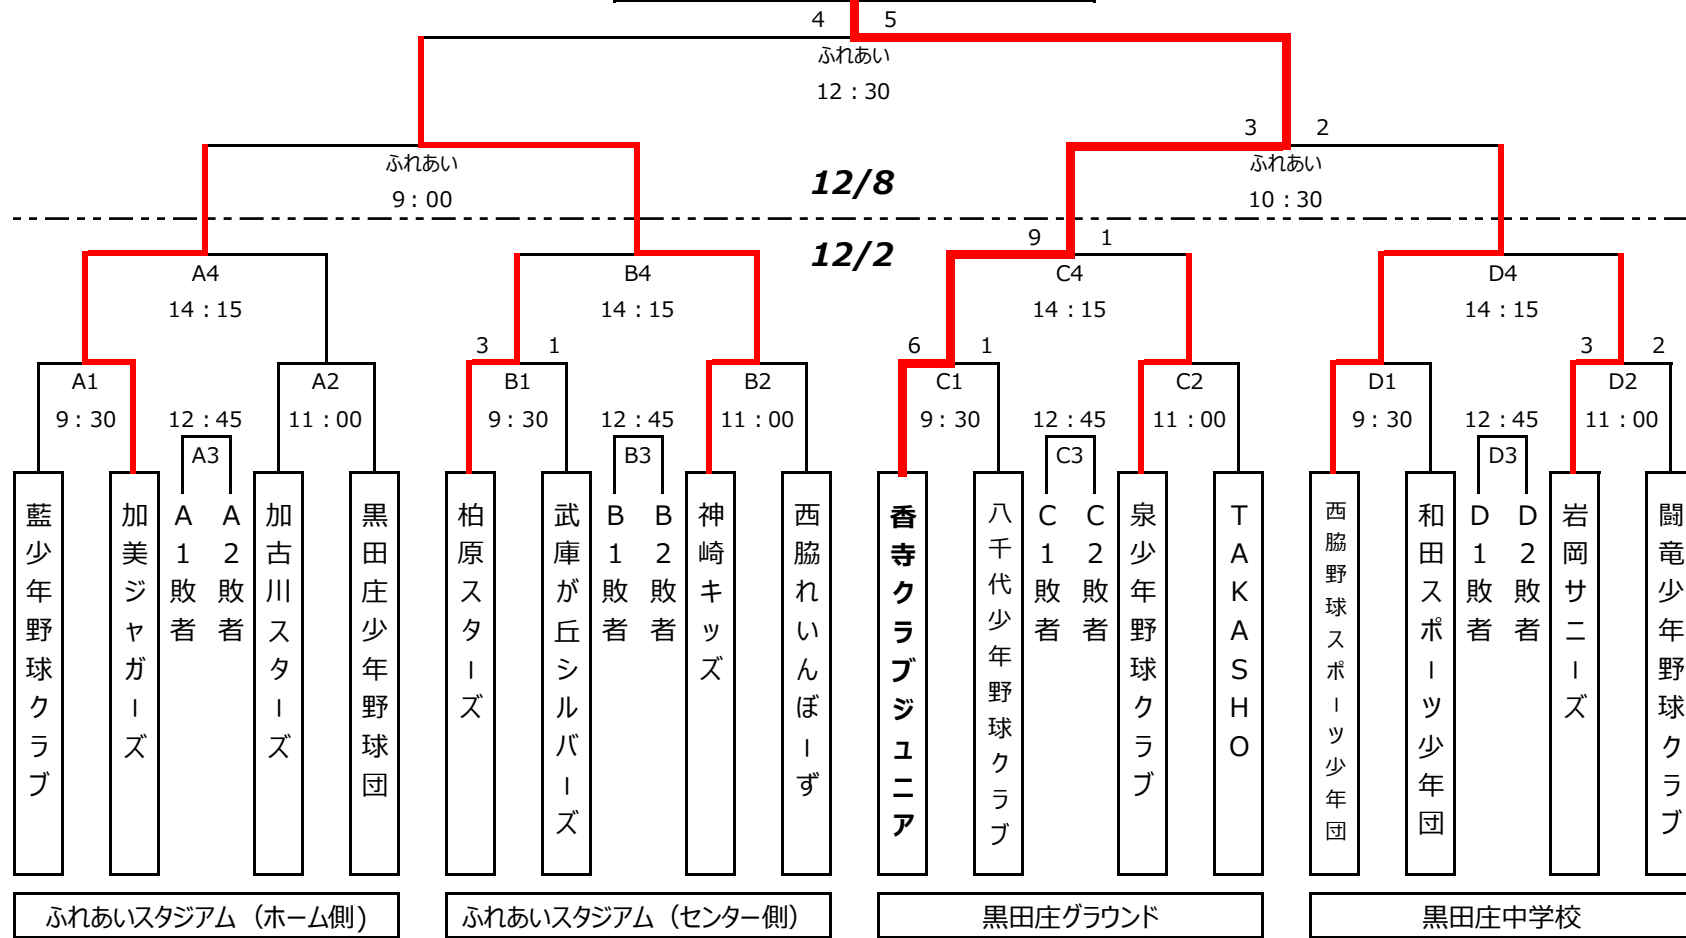 4 5
ふれあい
12：30
3 2
ふれあい ふれあい
9：00 12/8 10：30
12/2 9 1
A4 B4 C4 D4
14：15 14：15 14：15 14：15
3 1 6 1 3 2
A1 A2 B1 B2 C1 C2 D1 D2
9：30 12：45 11：00 9：30 12：45 11：00 9：30 12：45 11：00 9：30 12：45 11：00
A3 B3 C3 D3
藍少年野球クラブ
加美ジャガーズ
A1敗者
A2敗者
加古川スターズ
黒田庄少年野球団
柏原スターズ
武庫が丘シルバーズ
B1敗者
B2敗者
神崎キッズ
西脇れいんぼーず
香寺クラブジュニア
八千代少年野球クラブ
C1敗者
C2敗者
泉少年野球クラブ
TAKASHO
西脇野球スポーツ少年団
和田スポーツ少年団
D1敗者
D2敗者
岩岡サニーズ
闘竜少年野球クラブ
ふれあいスタジアム（ホーム側） ふれあいスタジアム（センター側） 黒田庄グラウンド 黒田庄中学校